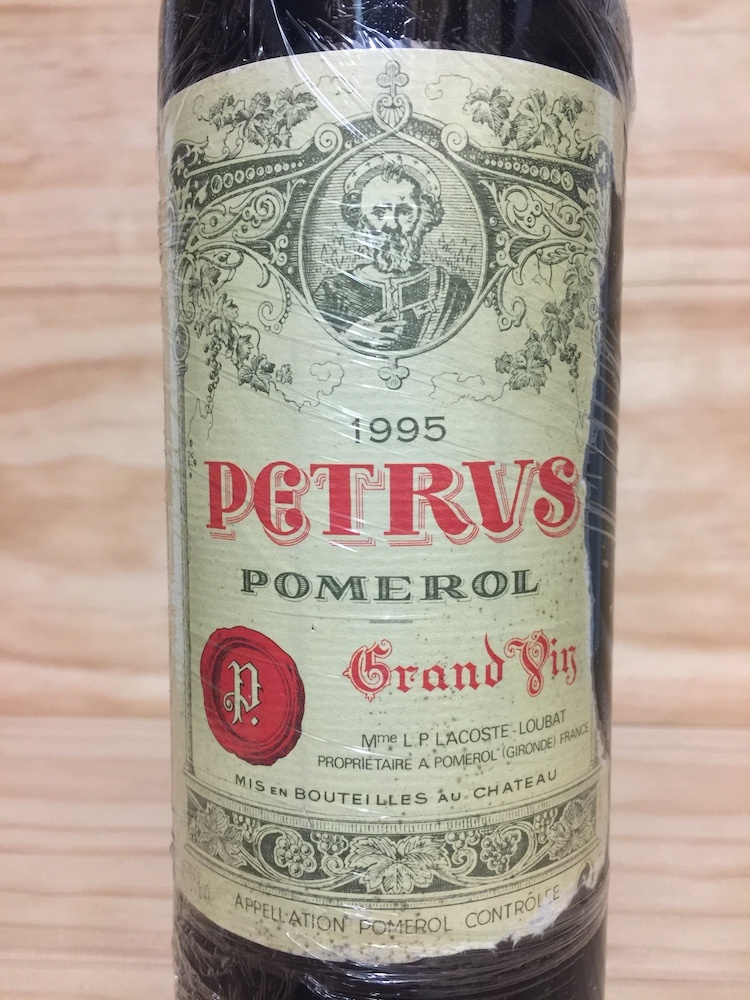 1995
PETRVS
POMEROL
Grand Vin
P.
Mme L.P. LACOSTE-LOUBAT
PROPRIÉTAIRE A POMEROL (GIRONDE) FRANCE
MIS EN BOUTEILLES AU CHATEAU
APPELLATION POMEROL CONTRÔLÉE